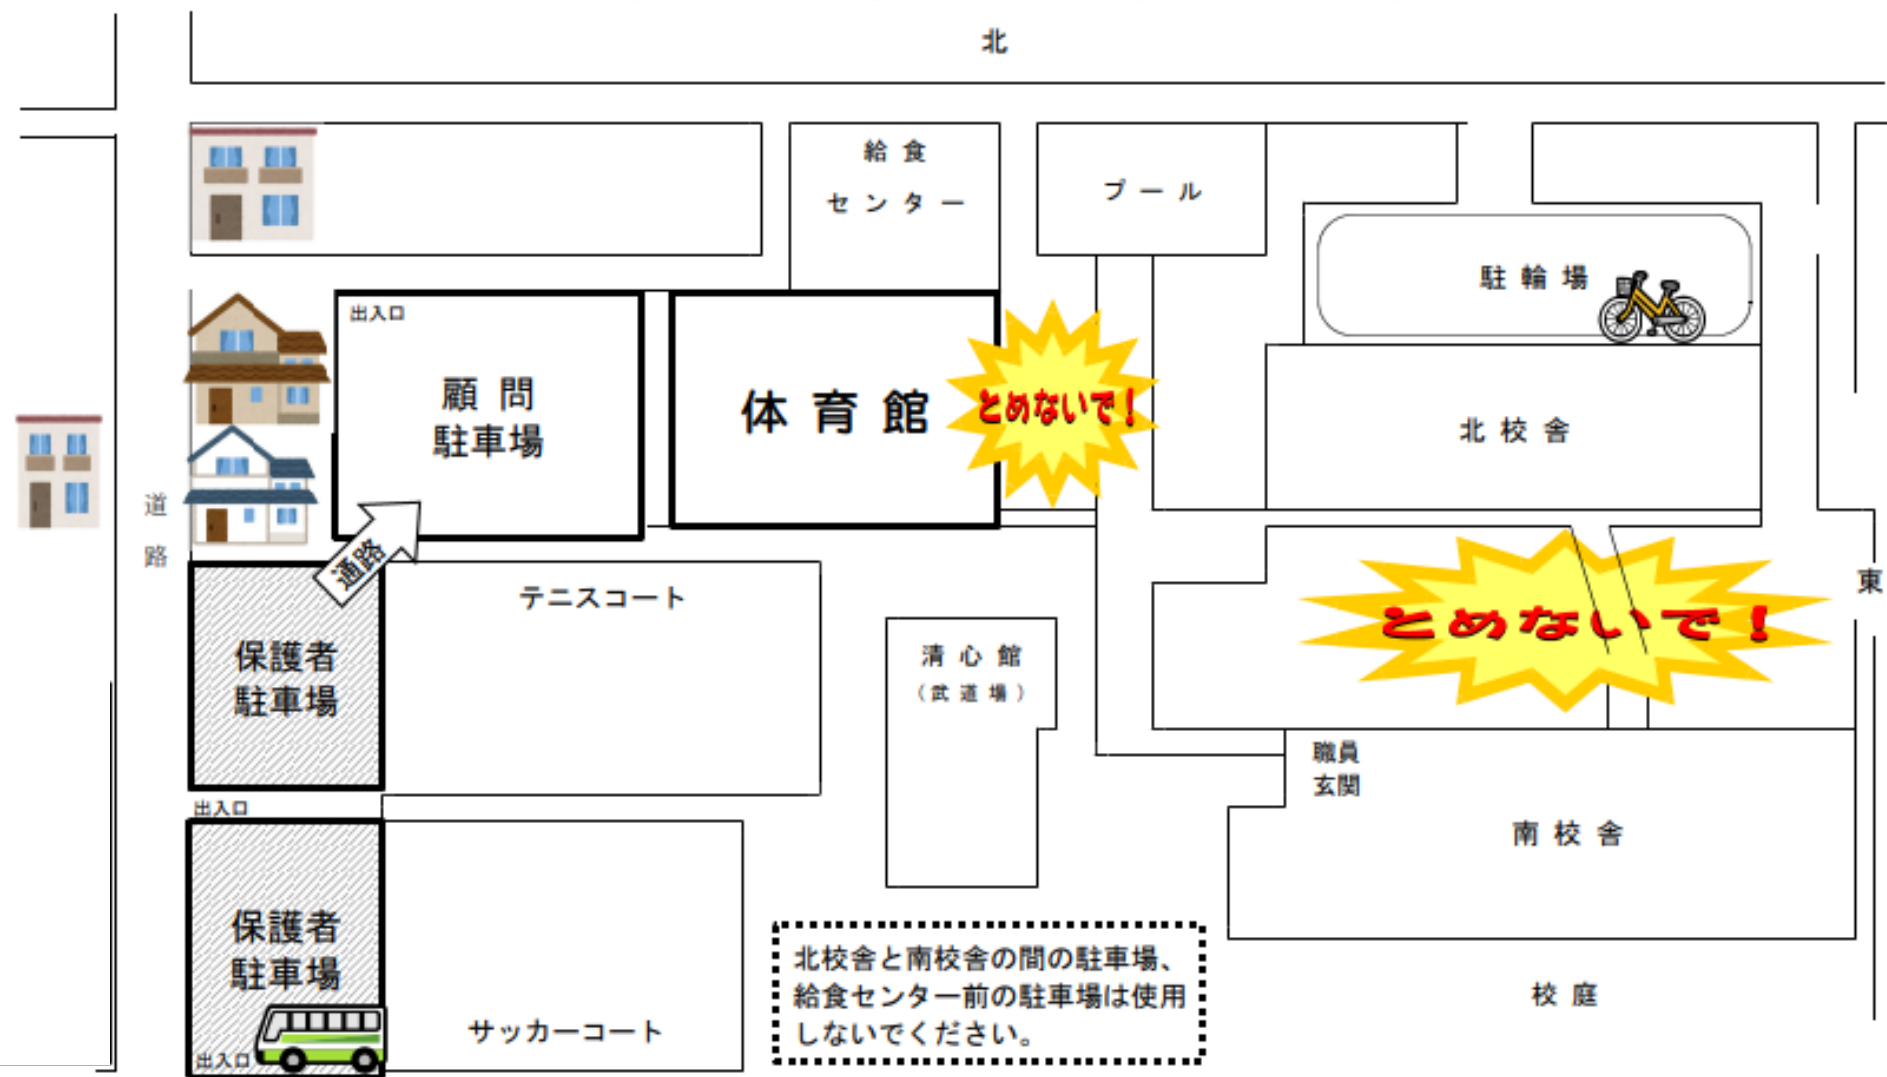 北
給食
センター
プール
駐輪場
出入口
顧問
駐車場
体育館
とめないで！
北校舎
道
路
通路
東
テニスコート
とめないで！
保護者
駐車場
清心館
（武道場）
職員
玄関
出入口
南校舎
保護者
駐車場
北校舎と南校舎の間の駐車場、
給食センター前の駐車場は使用
しないでください。
校庭
サッカーコート
出入口